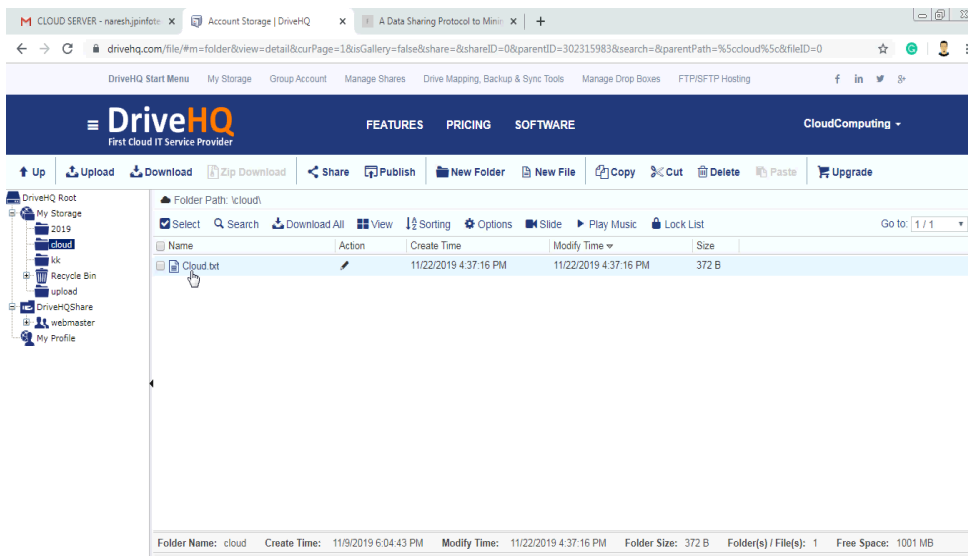 CLOUD SERVER - naresh.jpinfote
Account Storage | DriveHQ
A Data Sharing Protocol to Minim
drivehq.com/file/#m=folder&view=detail&curPage=1&isGallery=false&share=&shareID=0&parentID=302315983&search=&parentPath=%5ccloud%5c&fileID=0
DriveHQ Start Menu My Storage Group Account Manage Shares Drive Mapping, Backup & Sync Tools Manage Drop Boxes FTP/SFTP Hosting
DriveHQ
First Cloud IT Service Provider
FEATURES PRICING SOFTWARE
CloudComputing
Up Upload Download Zip Download Share Publish New Folder New File Copy Cut Delete Paste Upgrade
DriveHQ Root
My Storage
2019
cloud
kk
Recycle Bin
upload
DriveHQShare
webmaster
My Profile
Folder Path: \cloud\
Select Search Download All View Sorting Options Slide Play Music Lock List Go to: 1 / 1
Name Action Create Time Modify Time Size
Cloud.txt 11/22/2019 4:37:16 PM 11/22/2019 4:37:16 PM 372 B
Folder Name: cloud Create Time: 11/9/2019 6:04:43 PM Modify Time: 11/22/2019 4:37:16 PM Folder Size: 372 B Folder(s) / File(s): 1 Free Space: 1001 MB